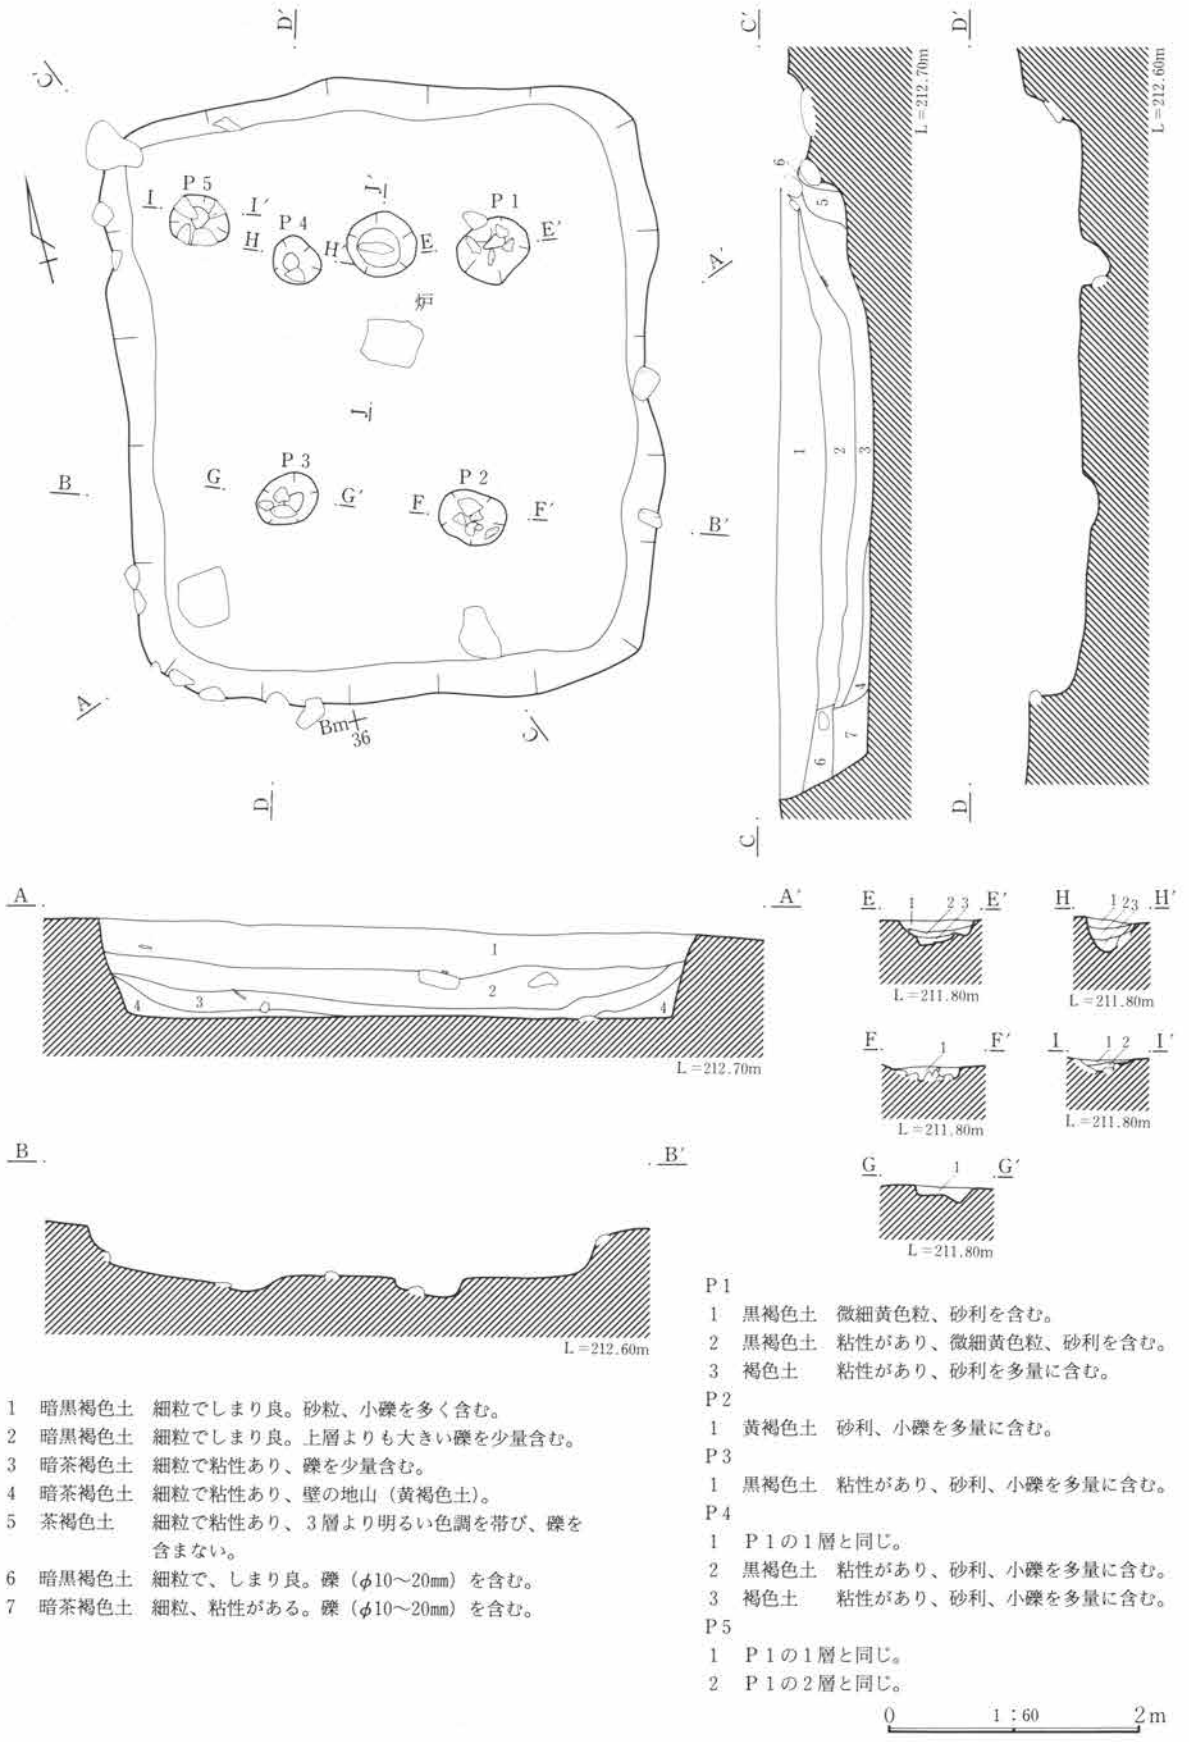 D′
C′
D′
C′
L=212.70m
L=212.60m
P5
I
I′
P4
J′
P1
H
H′
E
E′
A′
炉
6
5
J
1
2
3
P3
G
G′
P2
F
F′
B
B′
4
7
6
A
Bm
36
C
D
C
D
A
A′
1
2
3
4
4
L=212.70m
E
1
2 3
E′
L=211.80m
H
1 2 3
H′
L=211.80m
F
1
F′
L=211.80m
I
1 2
I′
L=211.80m
G
1
G′
L=211.80m
B
B′
L=212.60m
1 暗黒褐色土 細粒でしまり良。砂粒、小礫を多く含む。
2 暗黒褐色土 細粒でしまり良。上層よりも大きい礫を少量含む。
3 暗茶褐色土 細粒で粘性あり、礫を少量含む。
4 暗茶褐色土 細粒で粘性あり、壁の地山（黄褐色土）。
5 茶褐色土 細粒で粘性あり、３層より明るい色調を帯び、礫を
含まない。
6 暗黒褐色土 細粒で、しまり良。礫（φ10～20㎜）を含む。
7 暗茶褐色土 細粒、粘性がある。礫（φ10～20㎜）を含む。
P1
1 黒褐色土 微細黄色粒、砂利を含む。
2 黒褐色土 粘性があり、微細黄色粒、砂利を含む。
3 褐色土 粘性があり、砂利を多量に含む。
P2
1 黄褐色土 砂利、小礫を多量に含む。
P3
1 黒褐色土 粘性があり、砂利、小礫を多量に含む。
P4
1 P1の1層と同じ。
2 黒褐色土 粘性があり、砂利、小礫を多量に含む。
3 褐色土 粘性があり、砂利、小礫を多量に含む。
P5
1 P1の1層と同じ。
2 P1の2層と同じ。
0 1：60 2m